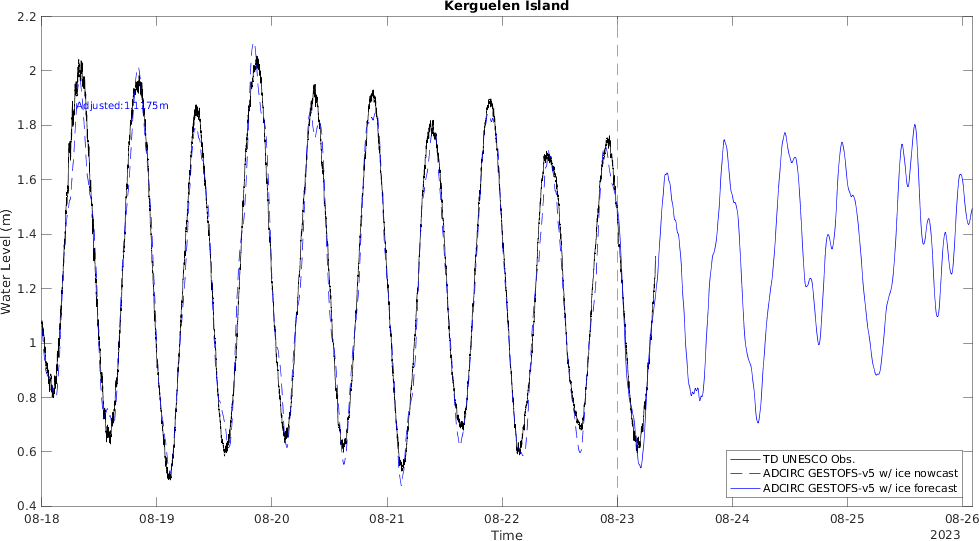 Kerguelen Island
2.2
2
1.8
1.6
1.4
1.2
1
0.8
0.6
0.4
Water Level (m)
Adjusted:1.1175m
TD UNESCO Obs.
ADCIRC GESTOFS-v5 w/ ice nowcast
ADCIRC GESTOFS-v5 w/ ice forecast
08-18
08-19
08-20
08-21
08-22
08-23
08-24
08-25
08-26
Time
2023